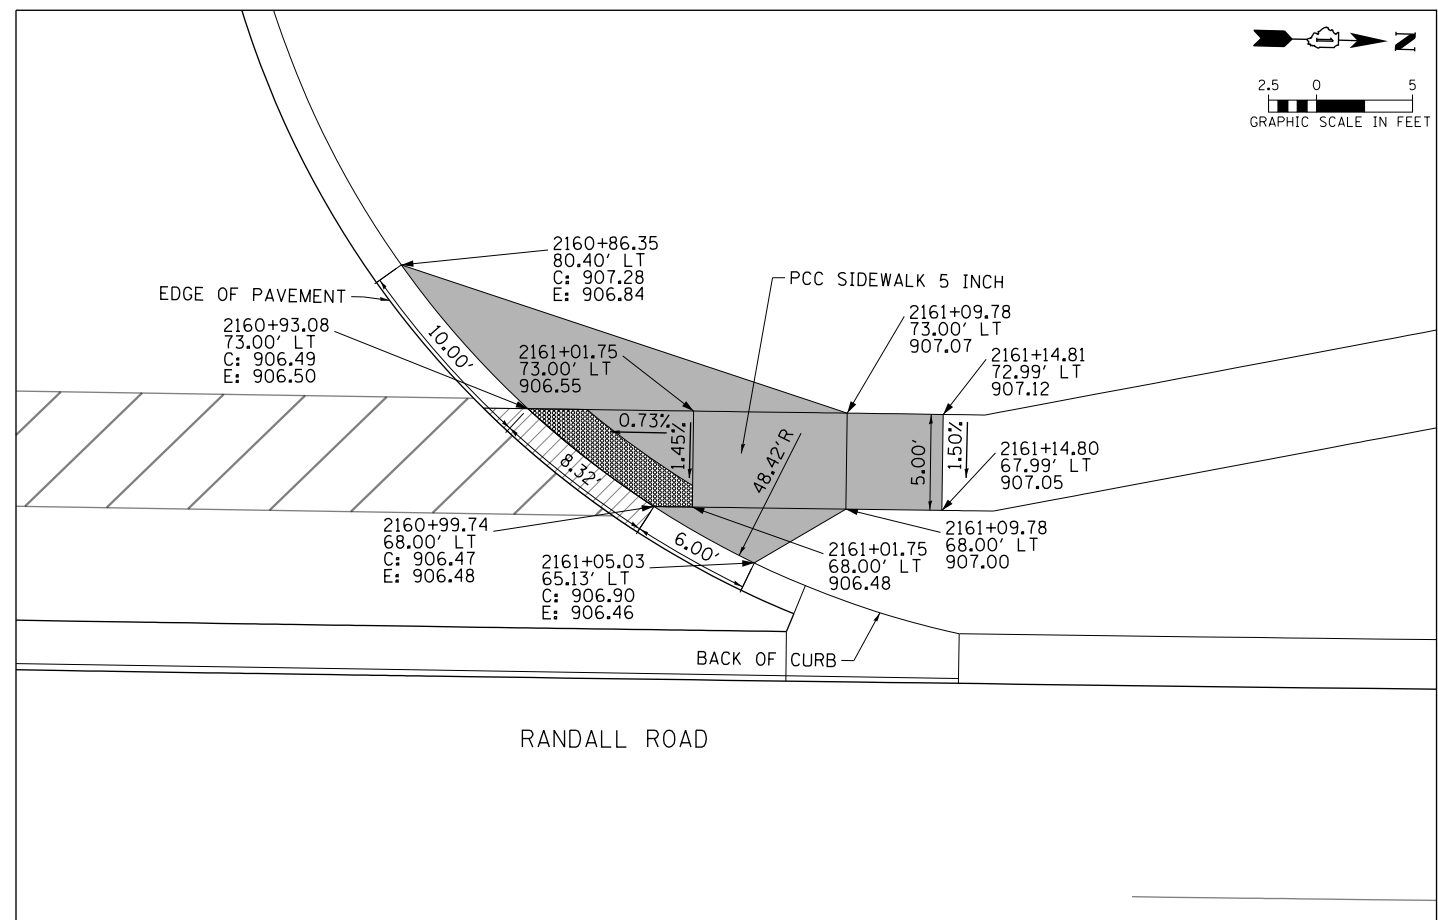 N
2.5 0 5
GRAPHIC SCALE IN FEET
2160+86.35
80.40' LT
C: 907.28
E: 906.84
PCC SIDEWALK 5 INCH
EDGE OF PAVEMENT
2161+09.78
73.00' LT
907.07
2160+93.08
73.00' LT
C: 906.49
E: 906.50
10.00'
2161+01.75
73.00' LT
906.55
2161+14.81
72.99' LT
907.12
0.73%
1.45%
48.42'R
5.00'
1.50%
2161+14.80
67.99' LT
907.05
8.32'
2160+99.74
68.00' LT
C: 906.47
E: 906.48
6.00'
2161+05.03
65.13' LT
C: 906.90
E: 906.46
2161+01.75
68.00' LT
906.48
2161+09.78
68.00' LT
907.00
BACK OF CURB
RANDALL ROAD